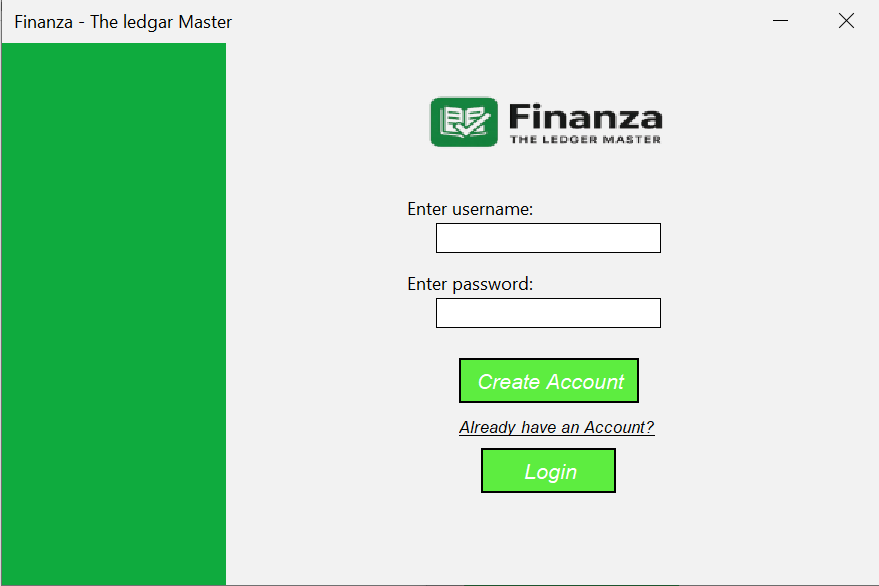 Finanza - The ledgar Master
Finanza
THE LEDGER MASTER
Enter username:
Enter password:
Create Account
Already have an Account?
Login